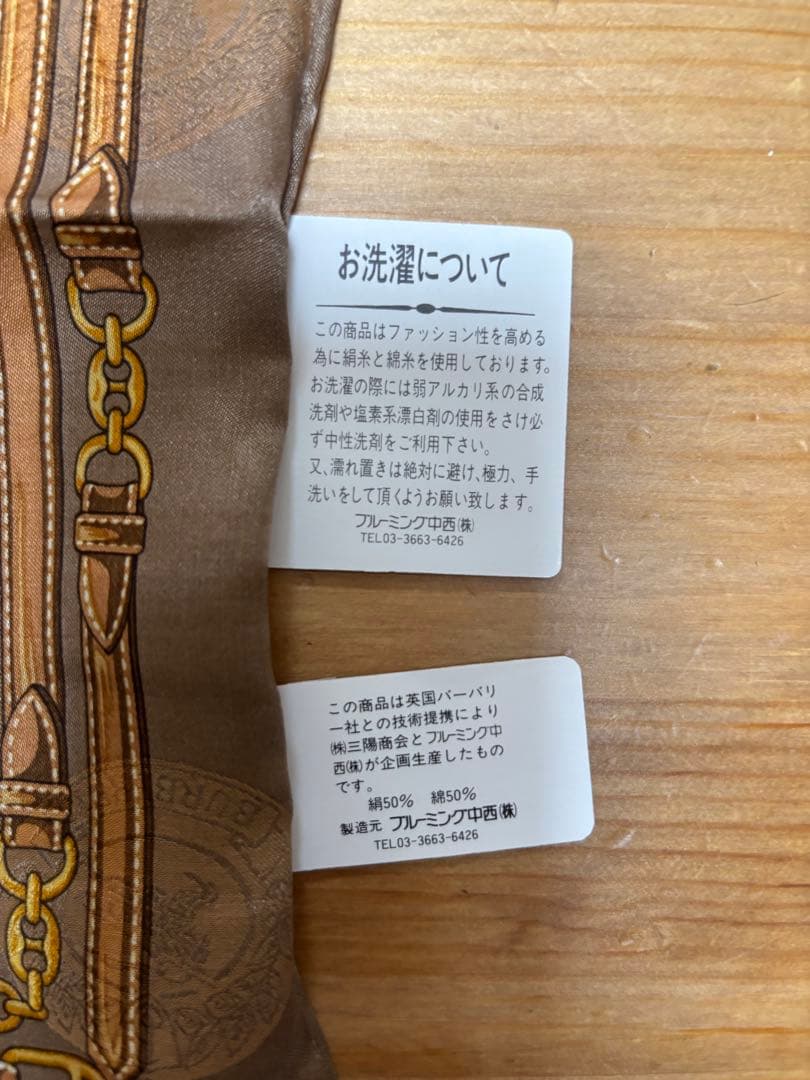 お洗濯について
この商品はファッション性を高める
為に絹糸と綿糸を使用しております。
お洗濯の際には弱アルカリ系の合成
洗剤や塩素系漂白剤の使用をさけ必
ず中性洗剤をご利用下さい。
又、濡れ置きは絶対に避け、極力、手
洗いをして頂くようお願い致します。
ブルーミング中西(株)
TEL03-3663-6426
この商品は英国バーバリ
一社との技術提携により
(株)三陽商会とブルーミング中
西(株)が企画生産したもの
です。
絹50% 綿50%
製造元 ブルーミング中西(株)
TEL03-3663-6426